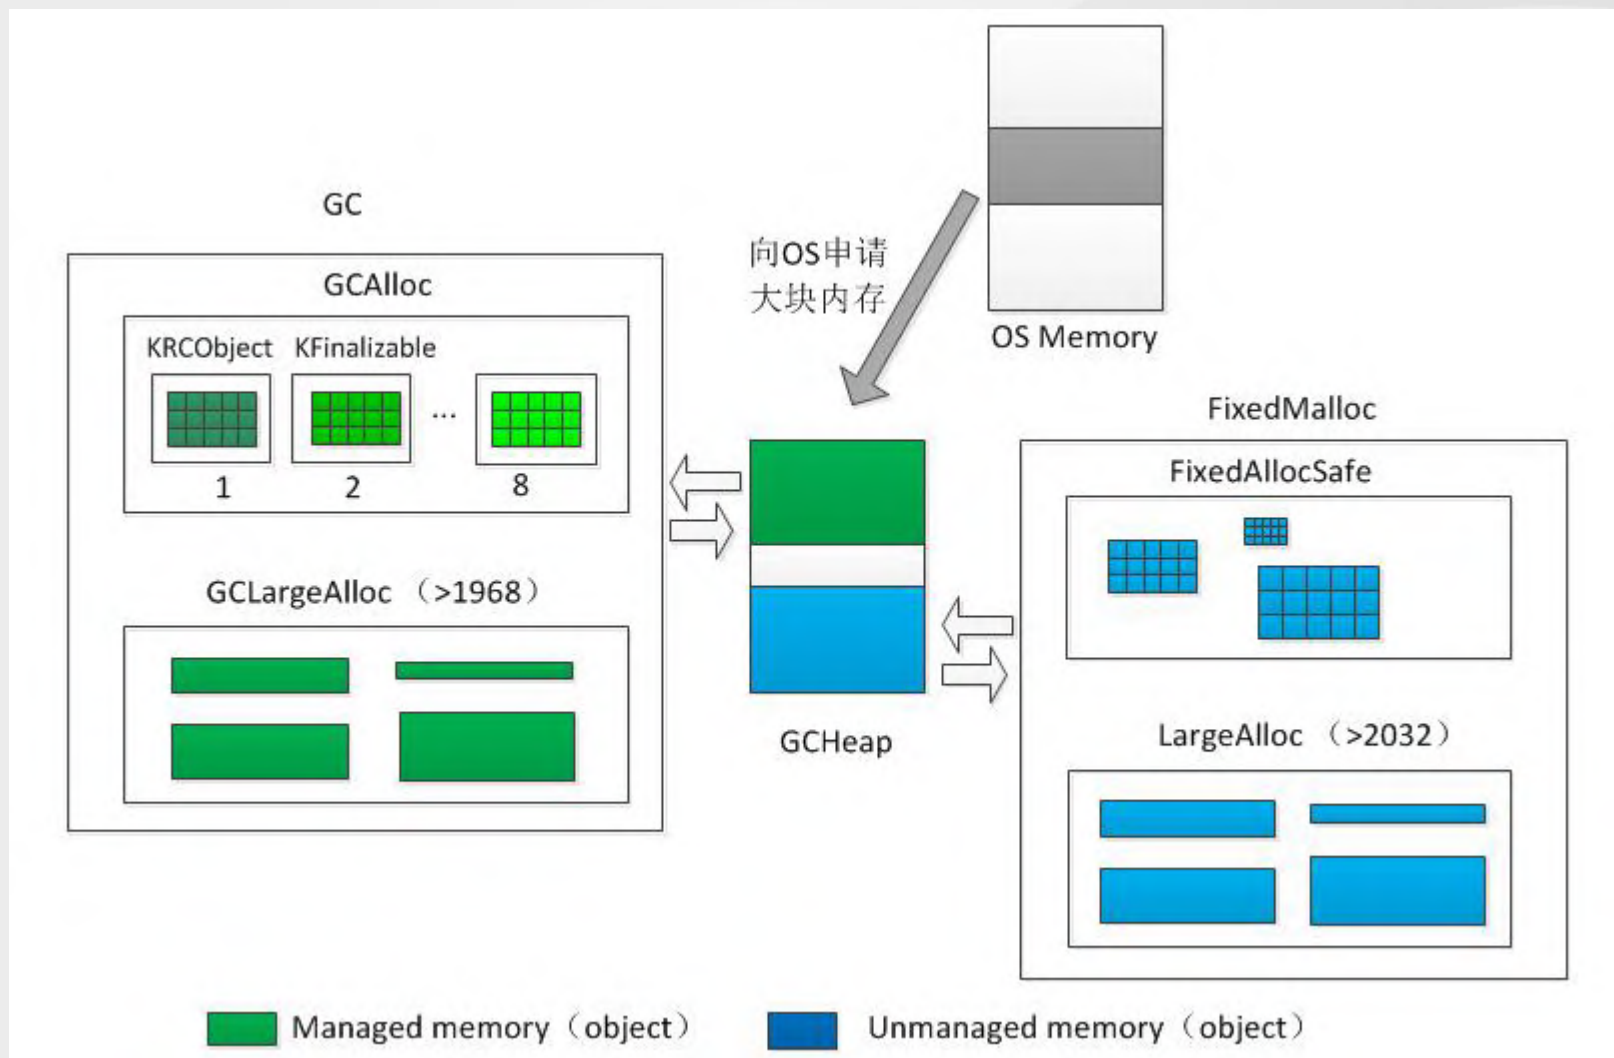 GC
GCAlloc
KRCObject
KFinalizable
...
1
2
8
GCLargeAlloc （>1968）
向OS申请
大块内存
OS Memory
GCHeap
FixedMalloc
FixedAllocSafe
LargeAlloc （>2032）
Managed memory（object）
Unmanaged memory（object）